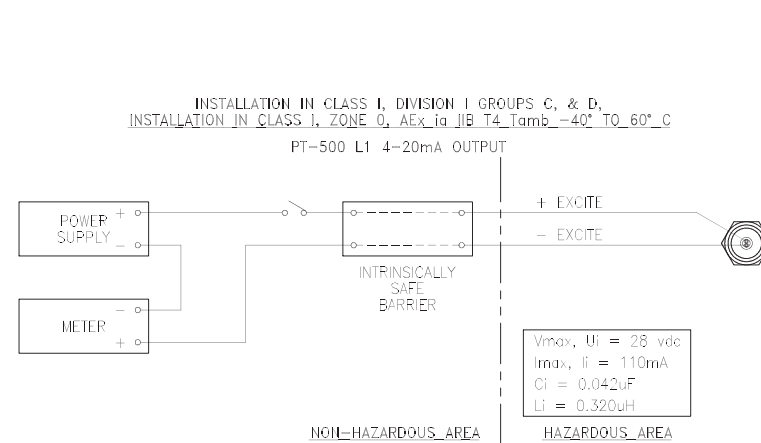 INSTALLATION IN CLASS I, DIVISION I GROUPS C, & D,
INSTALLATION IN CLASS I, ZONE 0, AEx ia IIB T4 Tamb -40° TO 60° C
PT-500 L1 4-20mA OUTPUT
POWER
SUPPLY
+
-
+ EXCITE
- EXCITE
INTRINSICALLY
SAFE
BARRIER
METER
-
+
Vmax, Ui = 28 vdc
Imax, Ii = 110mA
Ci = 0.042uF
Li = 0.320uH
NON-HAZARDOUS AREA
HAZARDOUS AREA